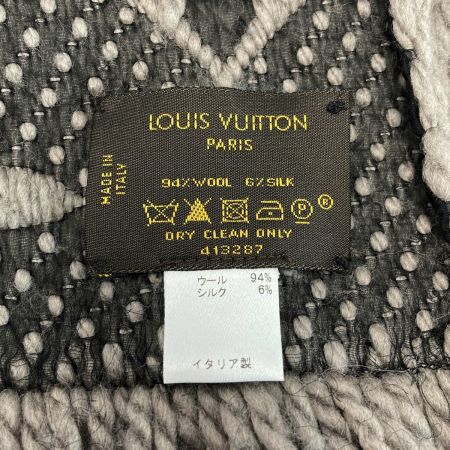 LOUIS VUITTON
PARIS
MADE IN
ITALY
94% WOOL 6% SILK
P ®
DRY CLEAN ONLY
413287
ウール 94%
シルク 6%
イタリア製